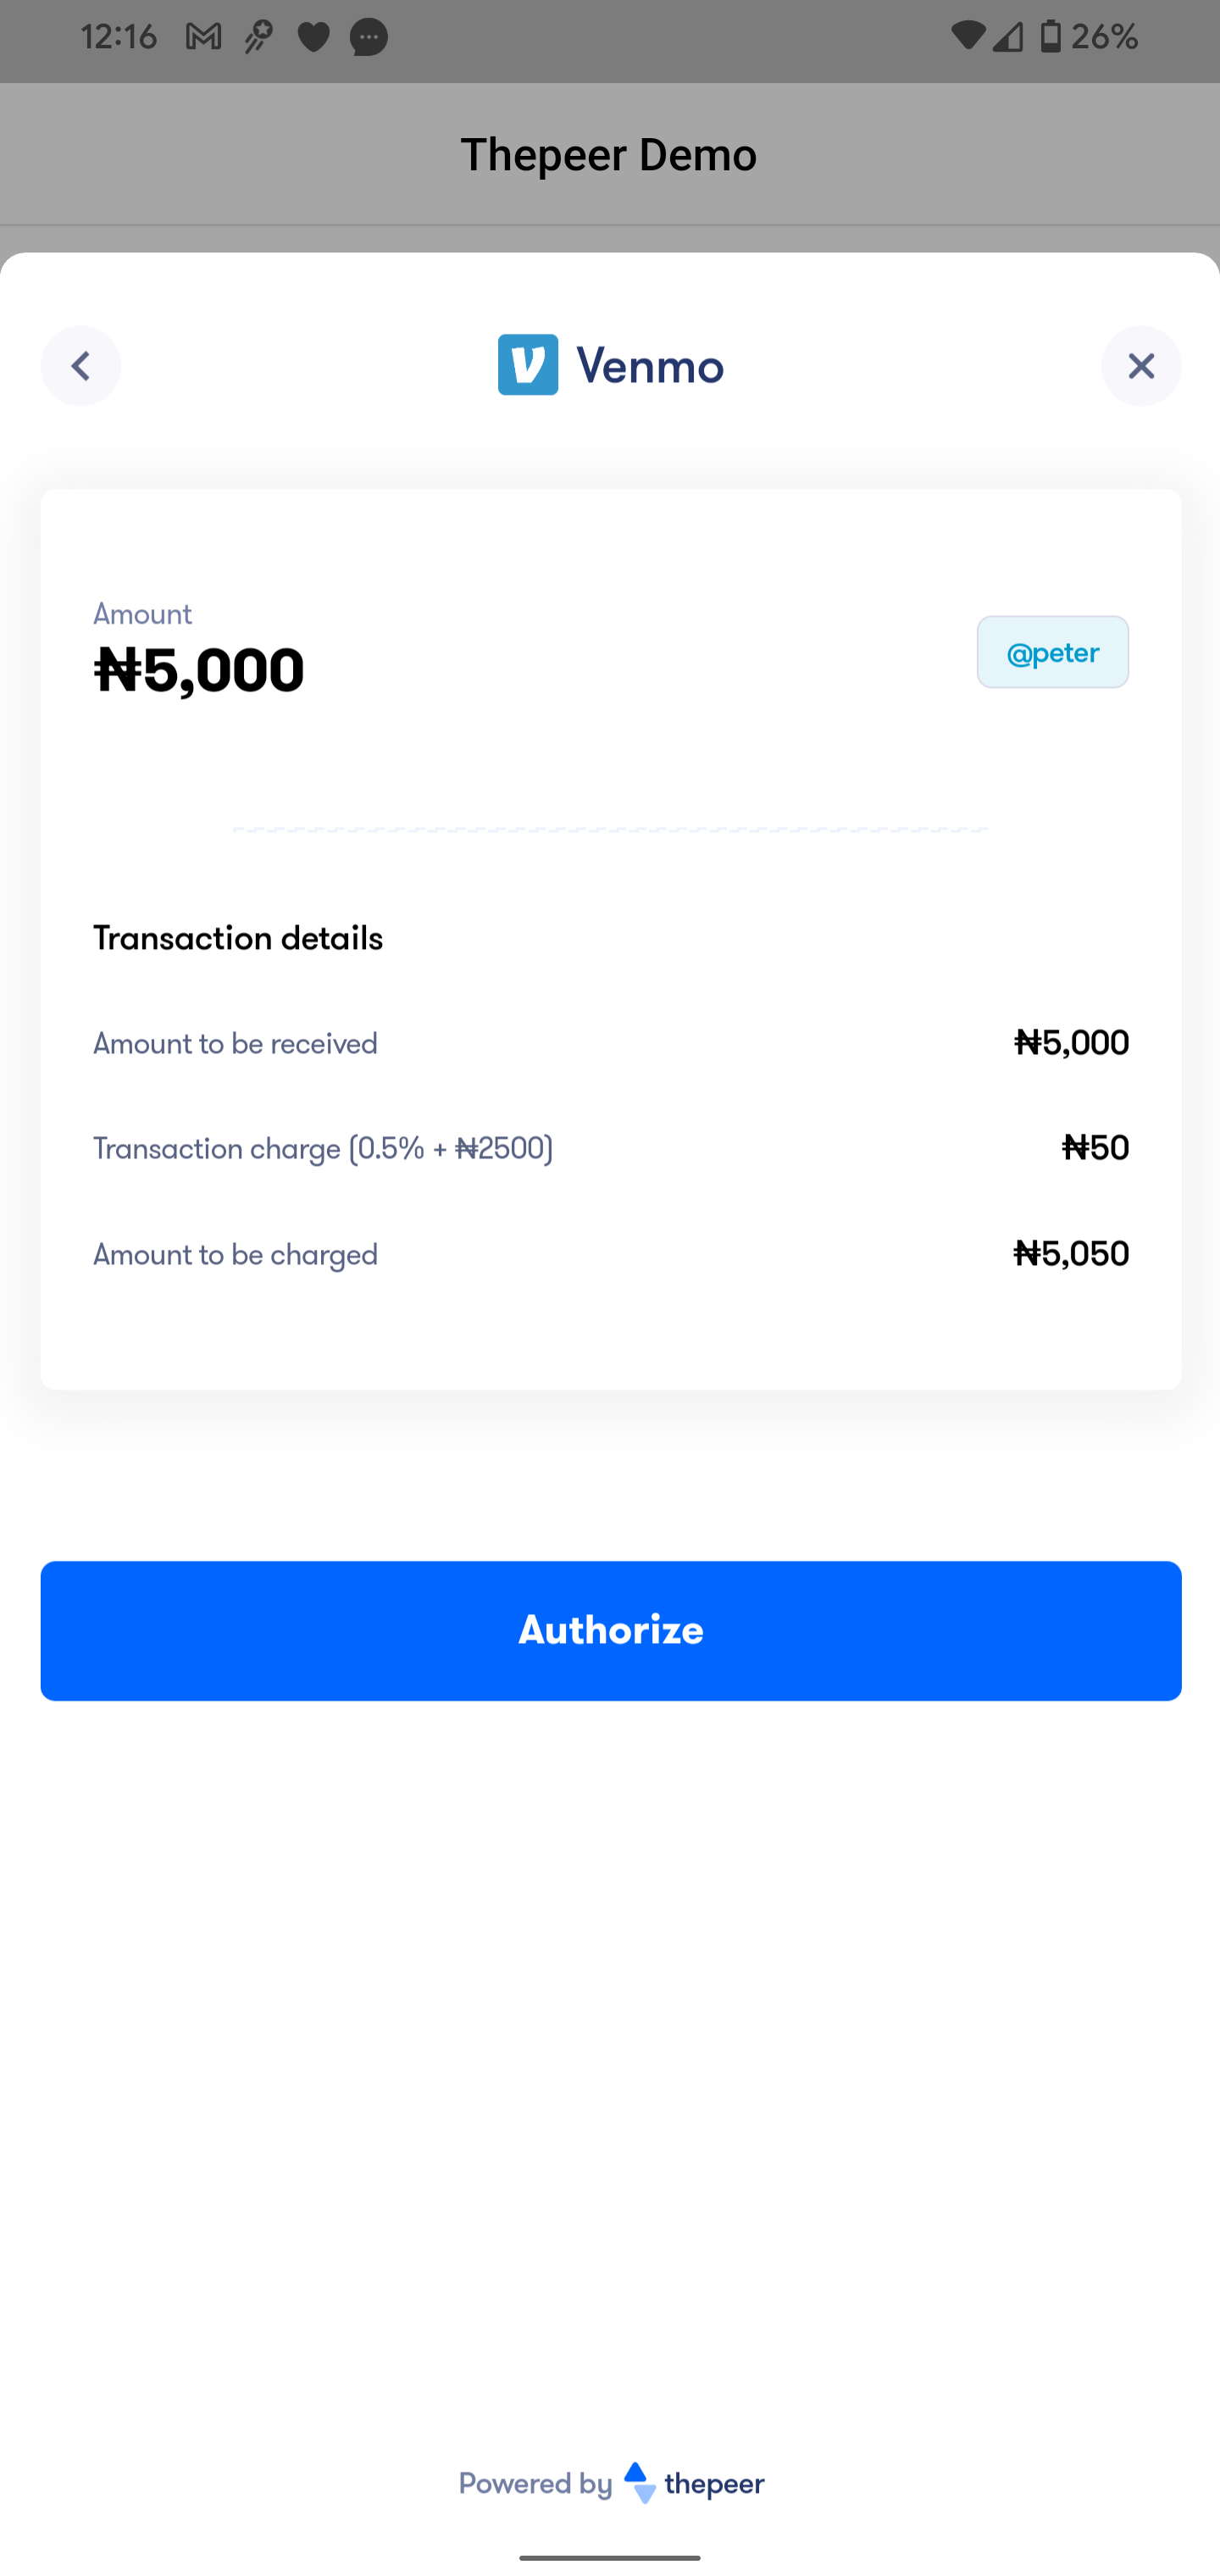 12:16
26%
Thepeer Demo
Venmo
Amount
₦5,000
@peter
Transaction details
Amount to be received
₦5,000
Transaction charge (0.5% + ₦2500)
₦50
Amount to be charged
₦5,050
Authorize
Powered by thepeer